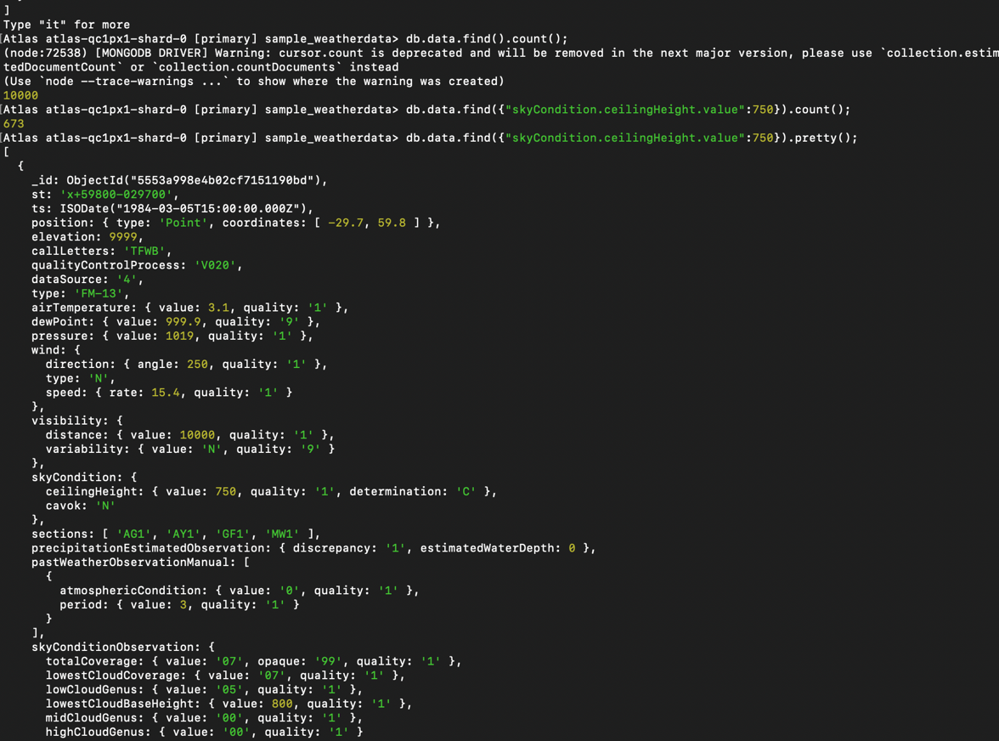 ]
Type "it" for more
[Atlas atlas-qc1px1-shard-0 [primary] sample_weatherdata> db.data.find().count();
(node:72538) [MONGODB DRIVER] Warning: cursor.count is deprecated and will be removed in the next major version, please use `collection.estim
tedDocumentCount` or `collection.countDocuments` instead
(Use `node --trace-warnings ...` to show where the warning was created)
10000
[Atlas atlas-qc1px1-shard-0 [primary] sample_weatherdata> db.data.find({"skyCondition.ceilingHeight.value":750}).count();
673
[Atlas atlas-qc1px1-shard-0 [primary] sample_weatherdata> db.data.find({"skyCondition.ceilingHeight.value":750}).pretty();
[
  {
    _id: ObjectId("5553a998e4b02cf7151190bd"),
    st: 'x+59800-029700',
    ts: ISODate("1984-03-05T15:00:00.000Z"),
    position: { type: 'Point', coordinates: [ -29.7, 59.8 ] },
    elevation: 9999,
    callLetters: 'TFWB',
    qualityControlProcess: 'V020',
    dataSource: '4',
    type: 'FM-13',
    airTemperature: { value: 3.1, quality: '1' },
    dewPoint: { value: 999.9, quality: '9' },
    pressure: { value: 1019, quality: '1' },
    wind: {
      direction: { angle: 250, quality: '1' },
      type: 'N',
      speed: { rate: 15.4, quality: '1' }
    },
    visibility: {
      distance: { value: 10000, quality: '1' },
      variability: { value: 'N', quality: '9' }
    },
    skyCondition: {
      ceilingHeight: { value: 750, quality: '1', determination: 'C' },
      cavok: 'N'
    },
    sections: [ 'AG1', 'AY1', 'GF1', 'MW1' ],
    precipitationEstimatedObservation: { discrepancy: '1', estimatedWaterDepth: 0 },
    pastWeatherObservationManual: [
      {
        atmosphericCondition: { value: '0', quality: '1' },
        period: { value: 3, quality: '1' }
      }
    ],
    skyConditionObservation: {
      totalCoverage: { value: '07', opaque: '99', quality: '1' },
      lowestCloudCoverage: { value: '07', quality: '1' },
      lowCloudGenus: { value: '05', quality: '1' },
      lowestCloudBaseHeight: { value: 800, quality: '1' },
      midCloudGenus: { value: '00', quality: '1' },
      highCloudGenus: { value: '00', quality: '1' }